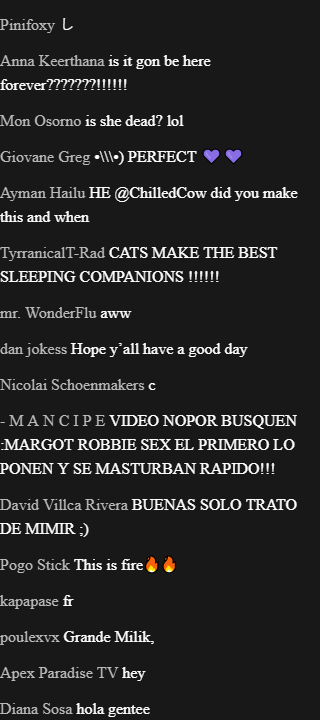 Pinifoxy し
Anna Keerthana is it gon be here
forever???????!!!!!!
Mon Osorno is she dead? lol
Giovane Greg •\\\•) PERFECT 💜 💜
Ayman Hailu HE @ChilledCow did you make
this and when
TyrranicalT-Rad CATS MAKE THE BEST
SLEEPING COMPANIONS !!!!!!
mr. WonderFlu aww
dan jokess Hope y’all have a good day
Nicolai Schoenmakers c
- M A N C I P E VIDEO NOPOR BUSQUEN
:MARGOT ROBBIE SEX EL PRIMERO LO
PONEN Y SE MASTURBAN RAPIDO!!!
David Villca Rivera BUENAS SOLO TRATO
DE MIMIR ;)
Pogo Stick This is fire🔥🔥
kapapase fr
poulexvx Grande Milik,
Apex Paradise TV hey
Diana Sosa hola gentee